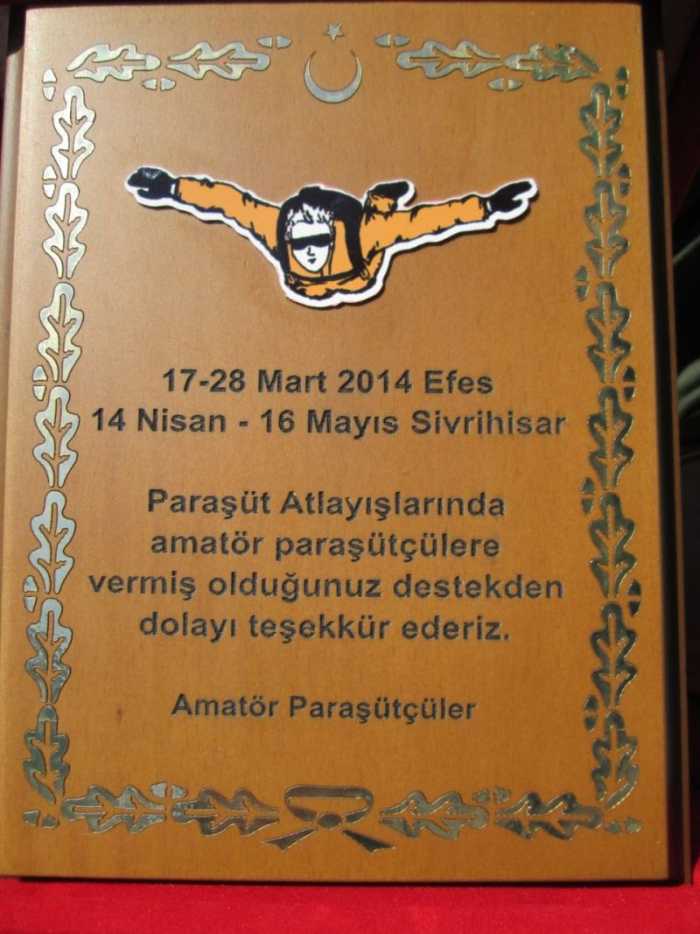 17-28 Mart 2014 Efes
14 Nisan - 16 Mayıs Sivrihisar
Paraşüt Atlayışlarında
amatör paraşütçülere
vermiş olduğunuz destekden
dolayı teşekkür ederiz.
Amatör Paraşütçüler